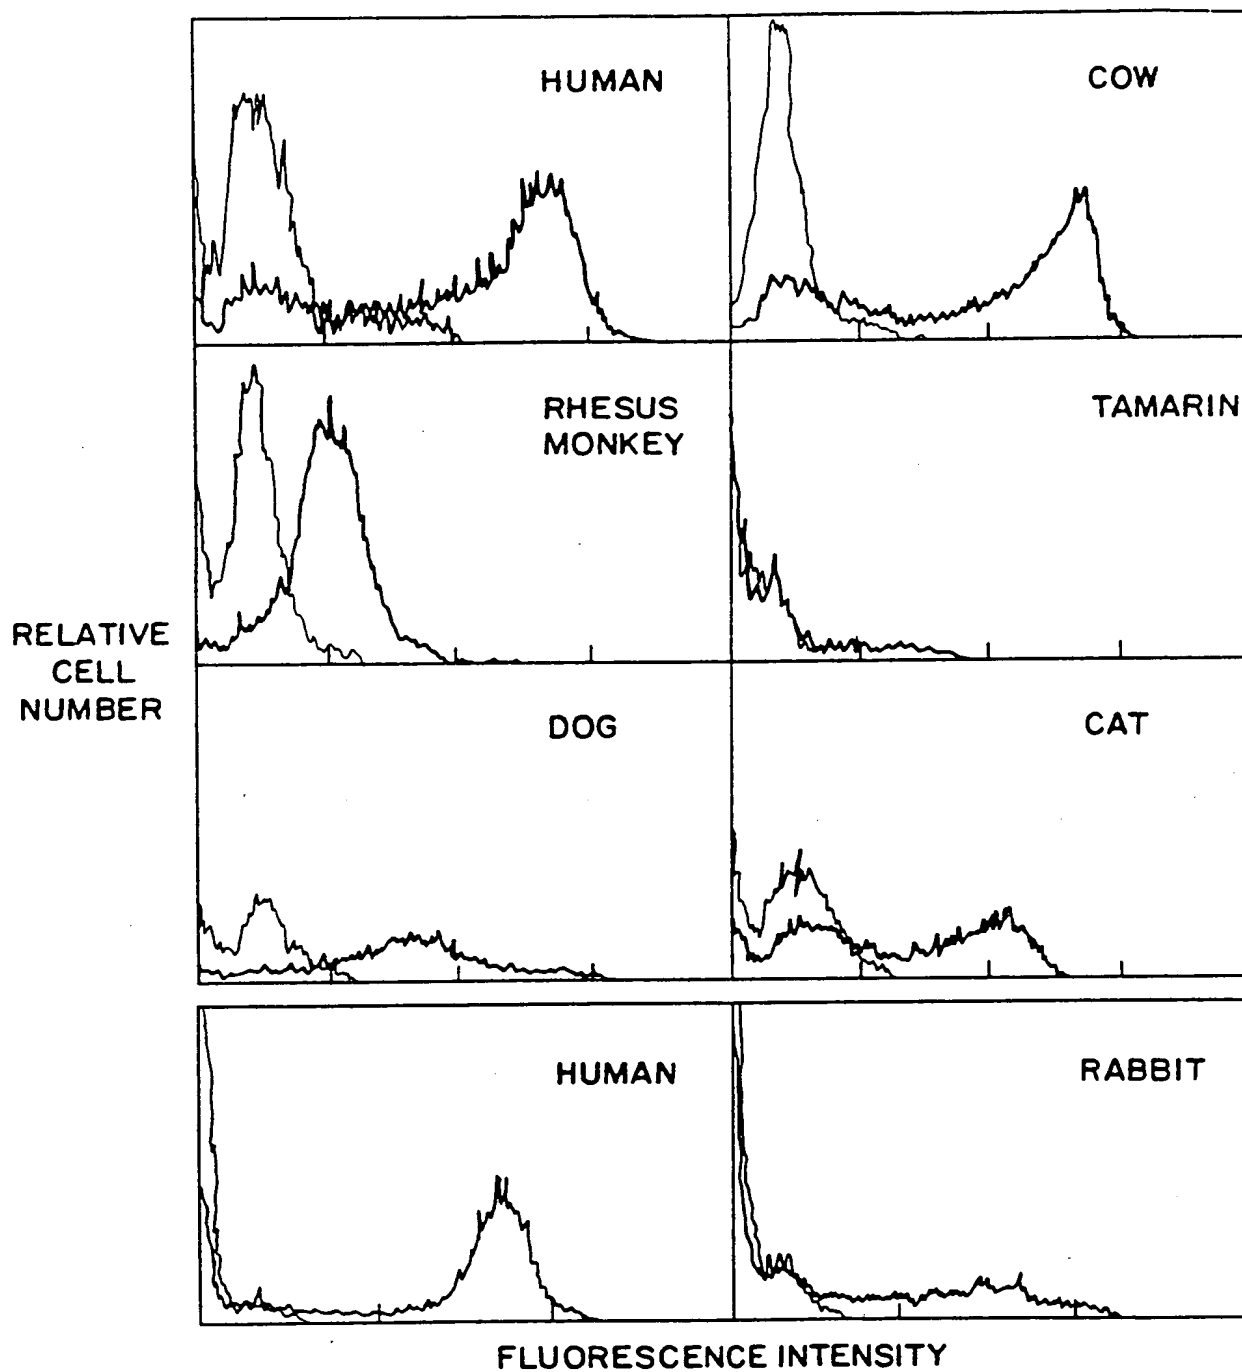 HUMAN
COW
RHESUS
MONKEY
TAMARIN
RELATIVE
CELL
NUMBER
DOG
CAT
HUMAN
RABBIT
FLUORESCENCE INTENSITY